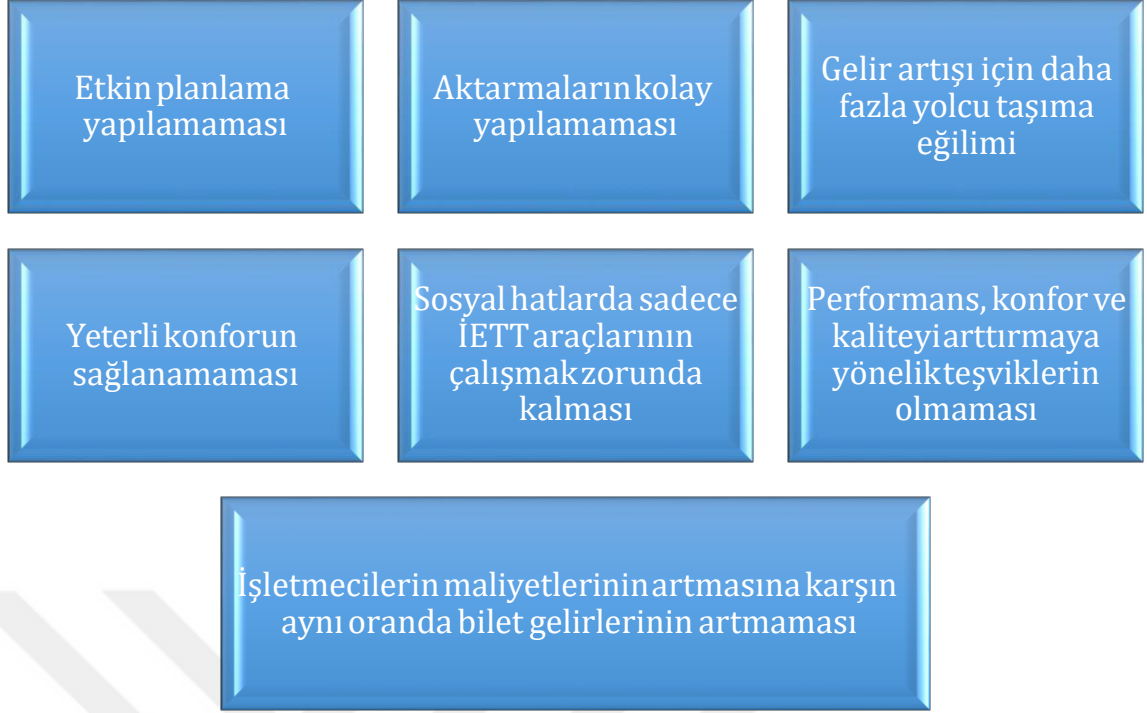 Etkin planlama
yapılamaması
Aktarmaların kolay
yapılamaması
Gelir artışı için daha
fazla yolcu taşıma
eğilimi
Yeterli konforun
sağlanamaması
Sosyal hatlarda sadece
İETT araçlarının
çalışmak zorunda
kalması
Performans, konfor ve
kaliteyi arttırmaya
yönelik teşviklerin
olmaması
İşletmecilerin maliyetlerinin artmasına karşın
aynı oranda bilet gelirlerinin artmaması